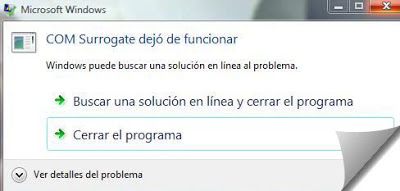 Microsoft Windows
COM Surrogate dejó de funcionar
Windows puede buscar una solución en línea al problema.
Buscar una solución en línea y cerrar el programa
Cerrar el programa
Ver detalles del problema